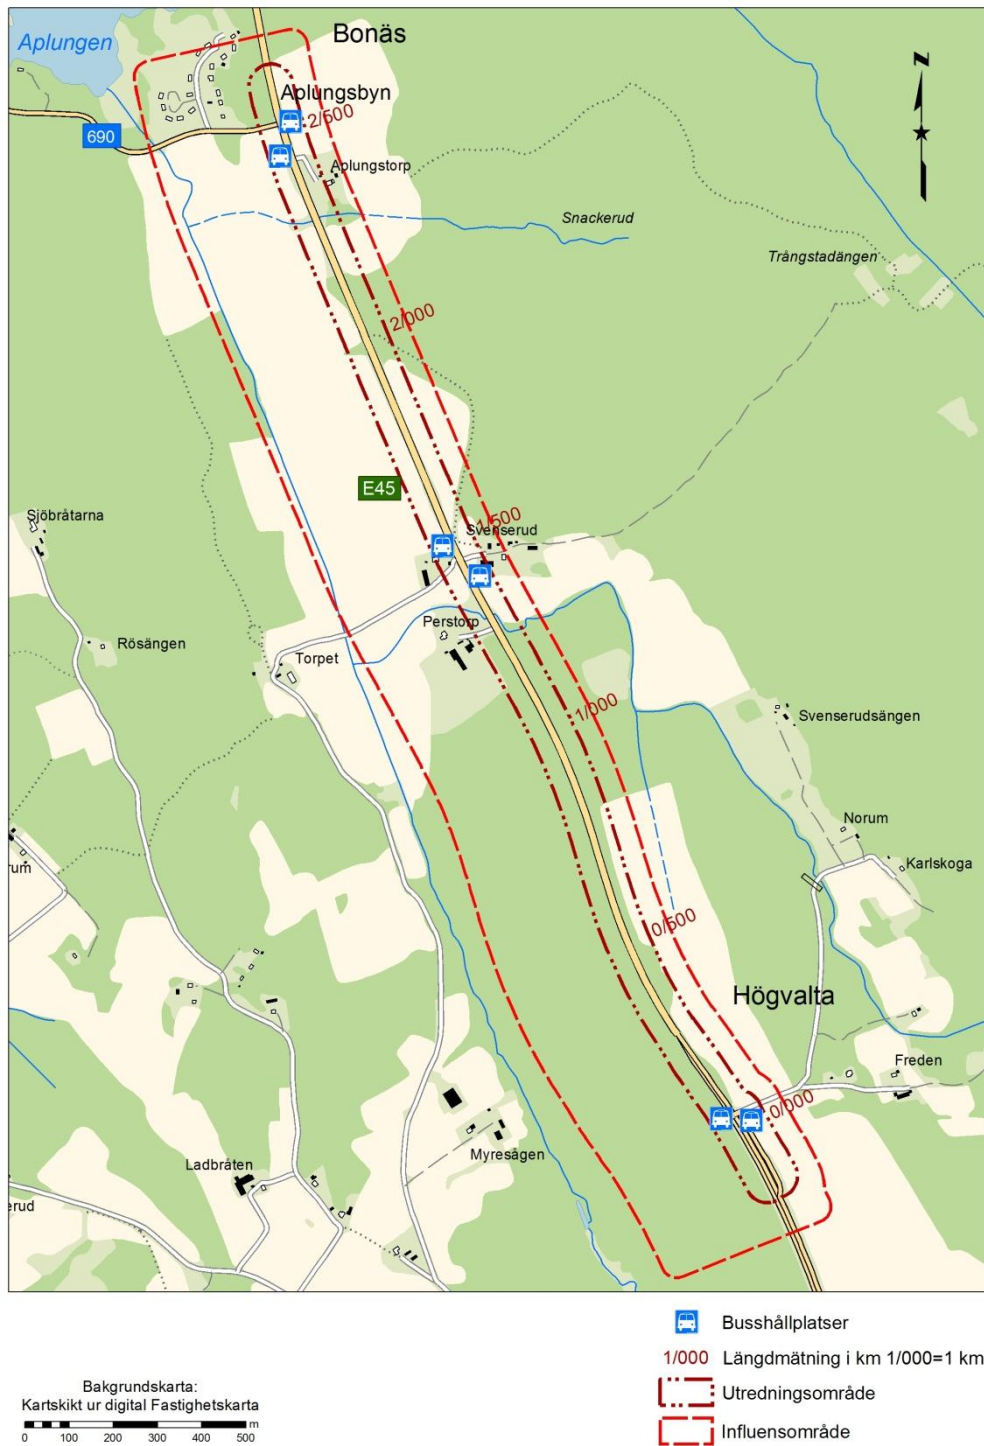 Bonäs
Aplungen
N
Aplungsbyn
2/500
690
Aplungstorp
Snackerud
Trångstadängen
2/000
E45
Sjöbråtarna
1/500
Svenserud
Perstorp
Rösängen
Torpet
1/000
Svenserudsängen
Norum
rum
Karlskoga
0/500
Högvalta
Freden
0/000
Myresågen
Ladbråten
erud
Busshållplatser
1/000 Längdmätning i km 1/000=1 km
Utredningsområde
Influensområde
Bakgrundskarta:
Kartskikt ur digital Fastighetskarta
m
0 100 200 300 400 500